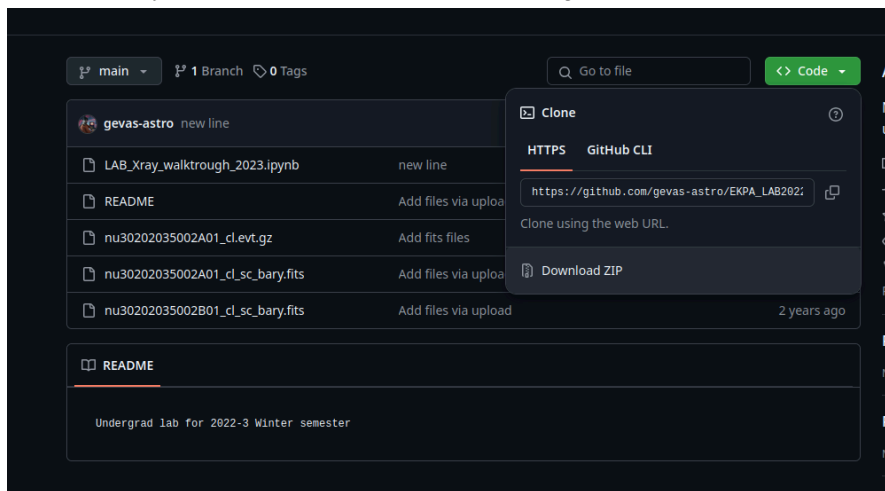 main 1 Branch 0 Tags Go to file <> Code
gevas-astro new line
Clone
HTTPS GitHub CLI
https://github.com/gevas-astro/EKPA_LAB2022
Clone using the web URL.
Download ZIP
LAB_Xray_walktrough_2023.ipynb new line
README Add files via uploa
nu30202035002A01_cl.evt.gz Add fits files
nu30202035002A01_cl_sc_bary.fits Add files via uploa
nu30202035002B01_cl_sc_bary.fits Add files via upload 2 years ago
README
Undergrad lab for 2022-3 Winter semester